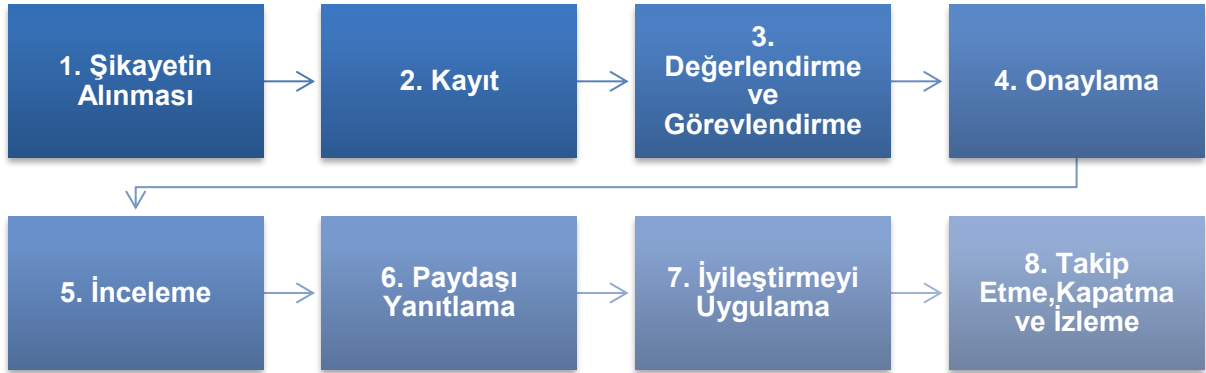 1. Şikayetin
Alınması
2. Kayıt
3.
Değerlendirme
ve
Görevlendirme
4. Onaylama
5. İnceleme
6. Paydaşı
Yanıtlama
7. İyileştirmeyi
Uygulama
8. Takip
Etme,Kapatma
ve İzleme